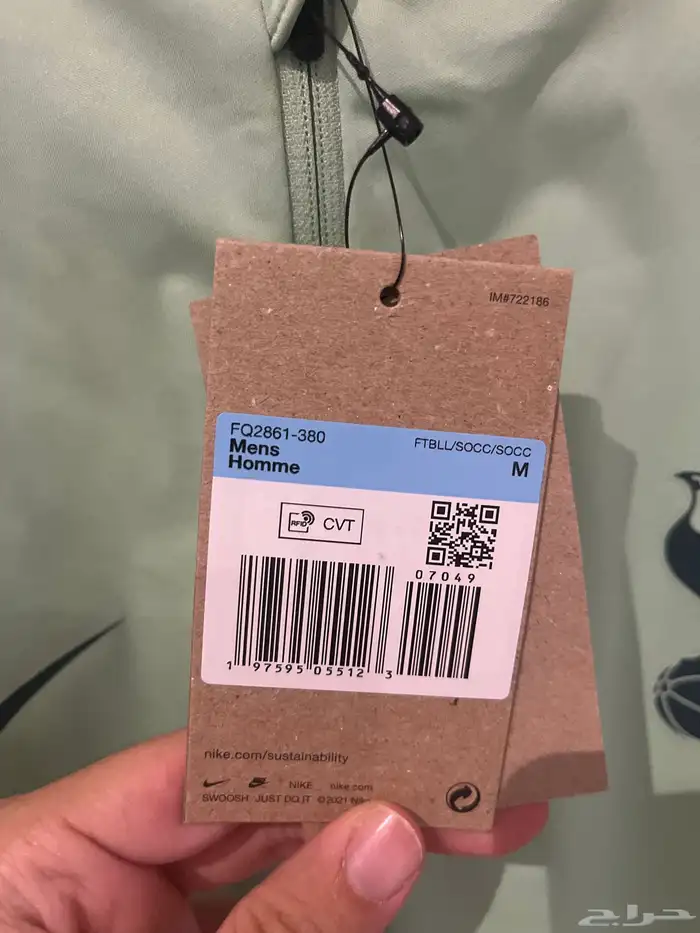 IM#722186
FQ2861-380
Mens
Homme
FTBLL/SOCC/SOCC
M
RFID CVT
07049
1 97595 05512 3
nike.com/sustainability
NIKE nike.com
SWOOSH JUST DO IT ©2021
حراج